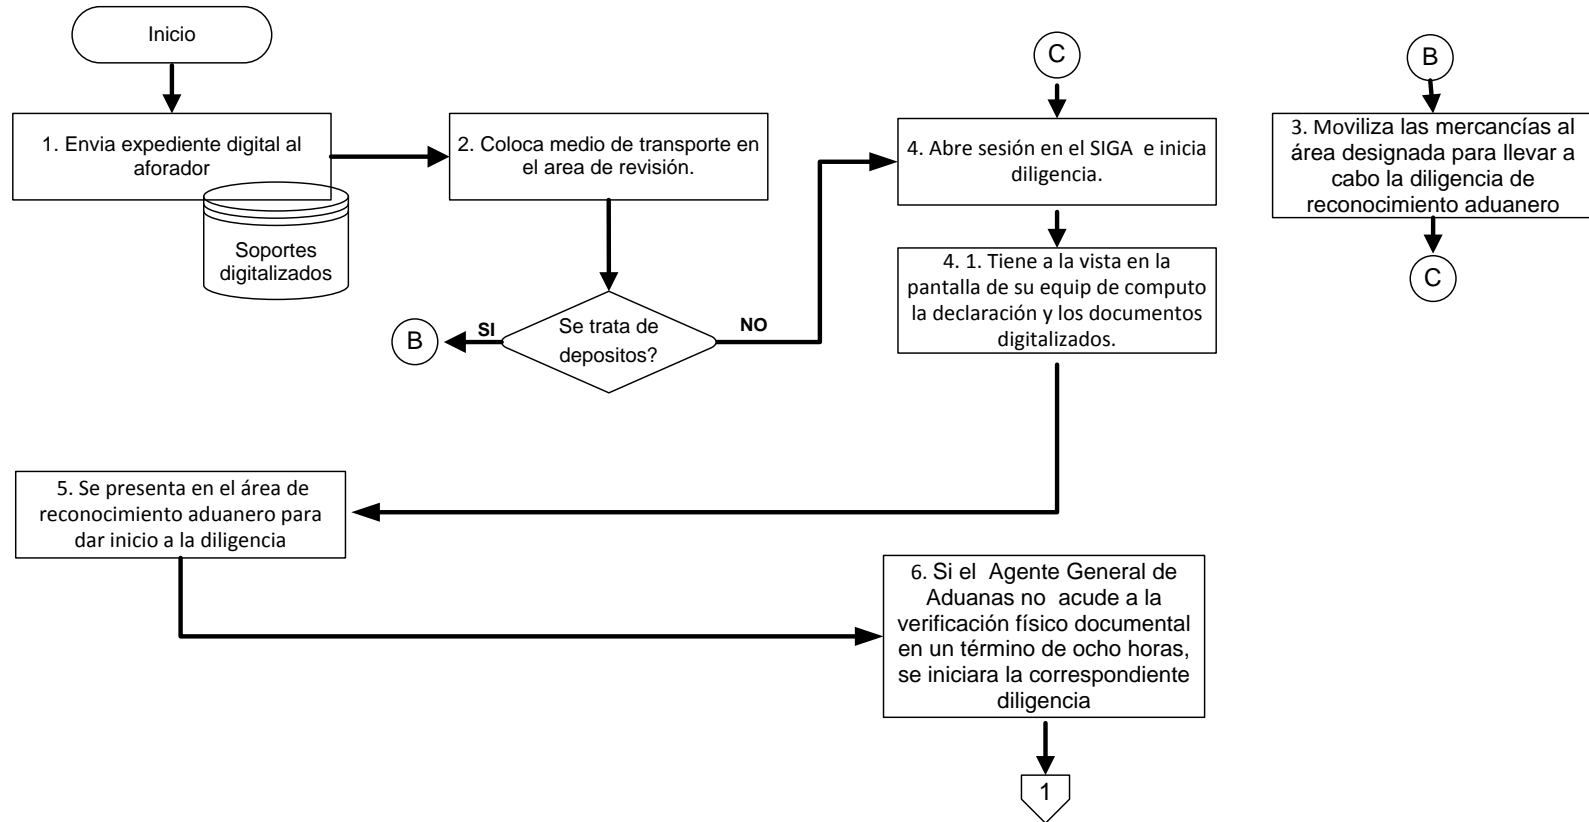 Inicio
1. Envia expediente digital al
aforador
Soportes
digitalizados
2. Coloca medio de transporte en
el area de revisión.
Se trata de
depositos?
SI
B
NO
C
4. Abre sesión en el SIGA e inicia
diligencia.
4. 1. Tiene a la vista en la
pantalla de su equip de computo
la declaración y los documentos
digitalizados.
B
3. Moviliza las mercancías al
área designada para llevar a
cabo la diligencia de
reconocimiento aduanero
C
5. Se presenta en el área de
reconocimiento aduanero para
dar inicio a la diligencia
6. Si el Agente General de
Aduanas no acude a la
verificación físico documental
en un término de ocho horas,
se iniciara la correspondiente
diligencia
1